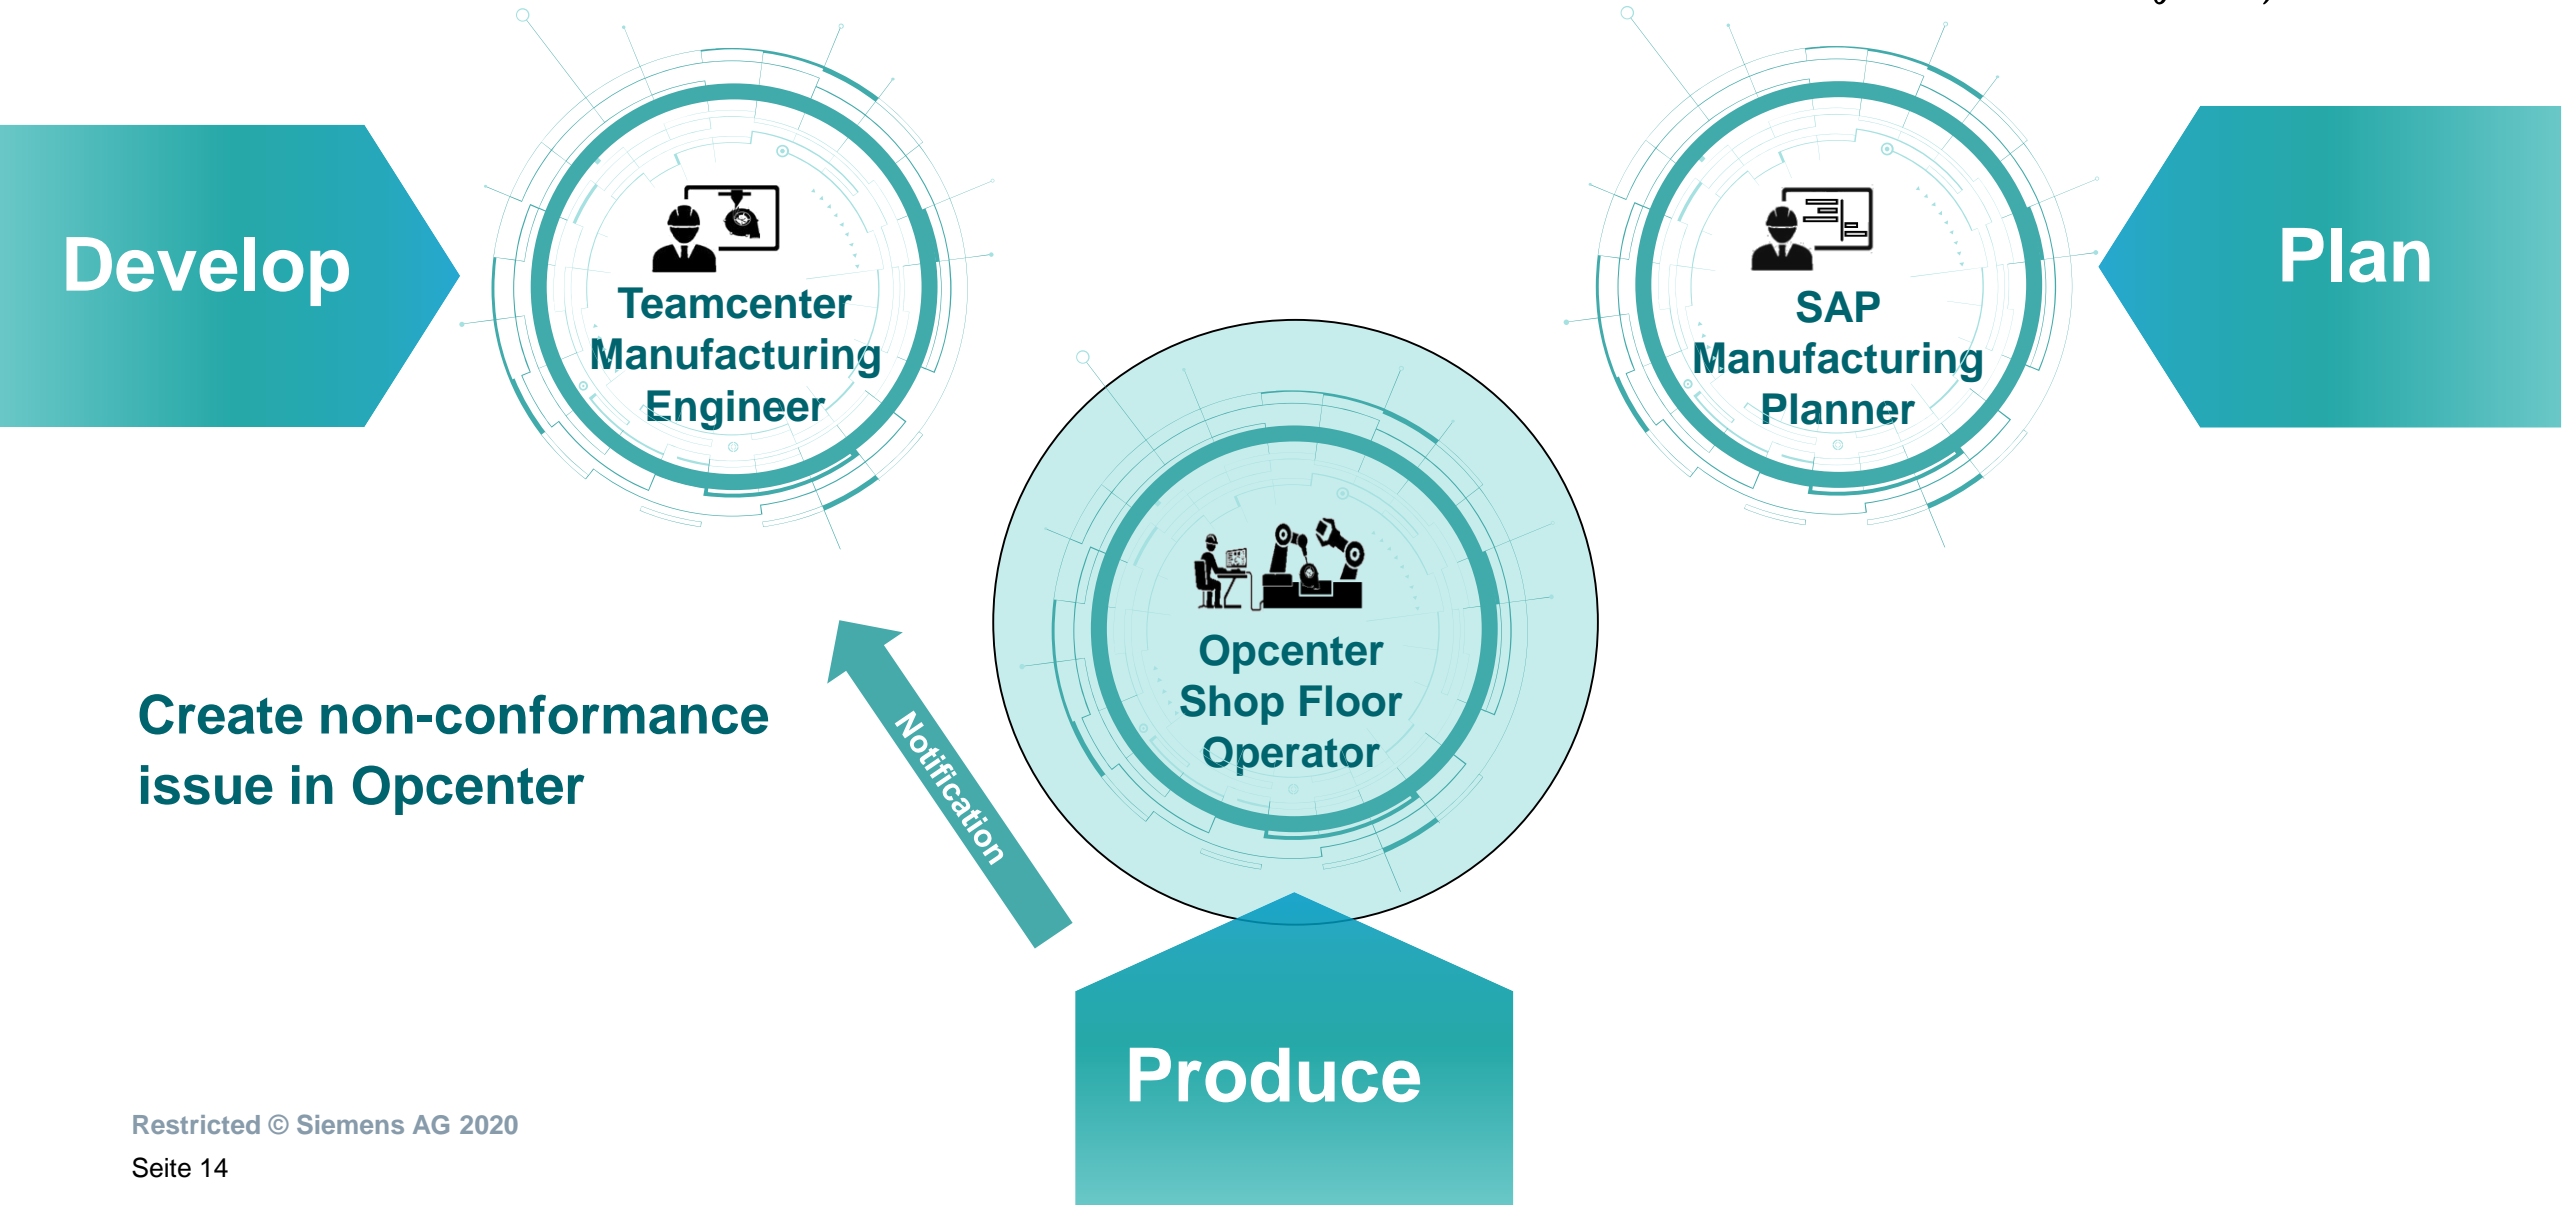 Develop
Teamcenter
Manufacturing
Engineer
SAP
Manufacturing
Planner
Plan
Opcenter
Shop Floor
Operator
Create non-conformance
issue in Opcenter
Notification
Produce
Restricted © Siemens AG 2020
Seite 14